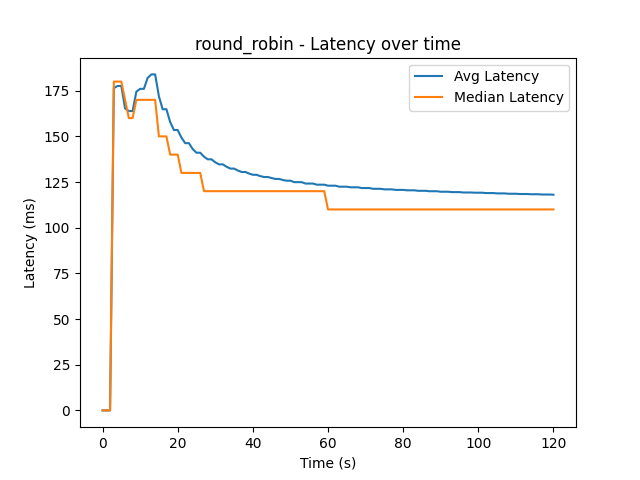 round_robin - Latency over time
Avg Latency
Median Latency
Latency (ms)
175
150
125
100
75
50
25
0
0 20 40 60 80 100 120
Time (s)